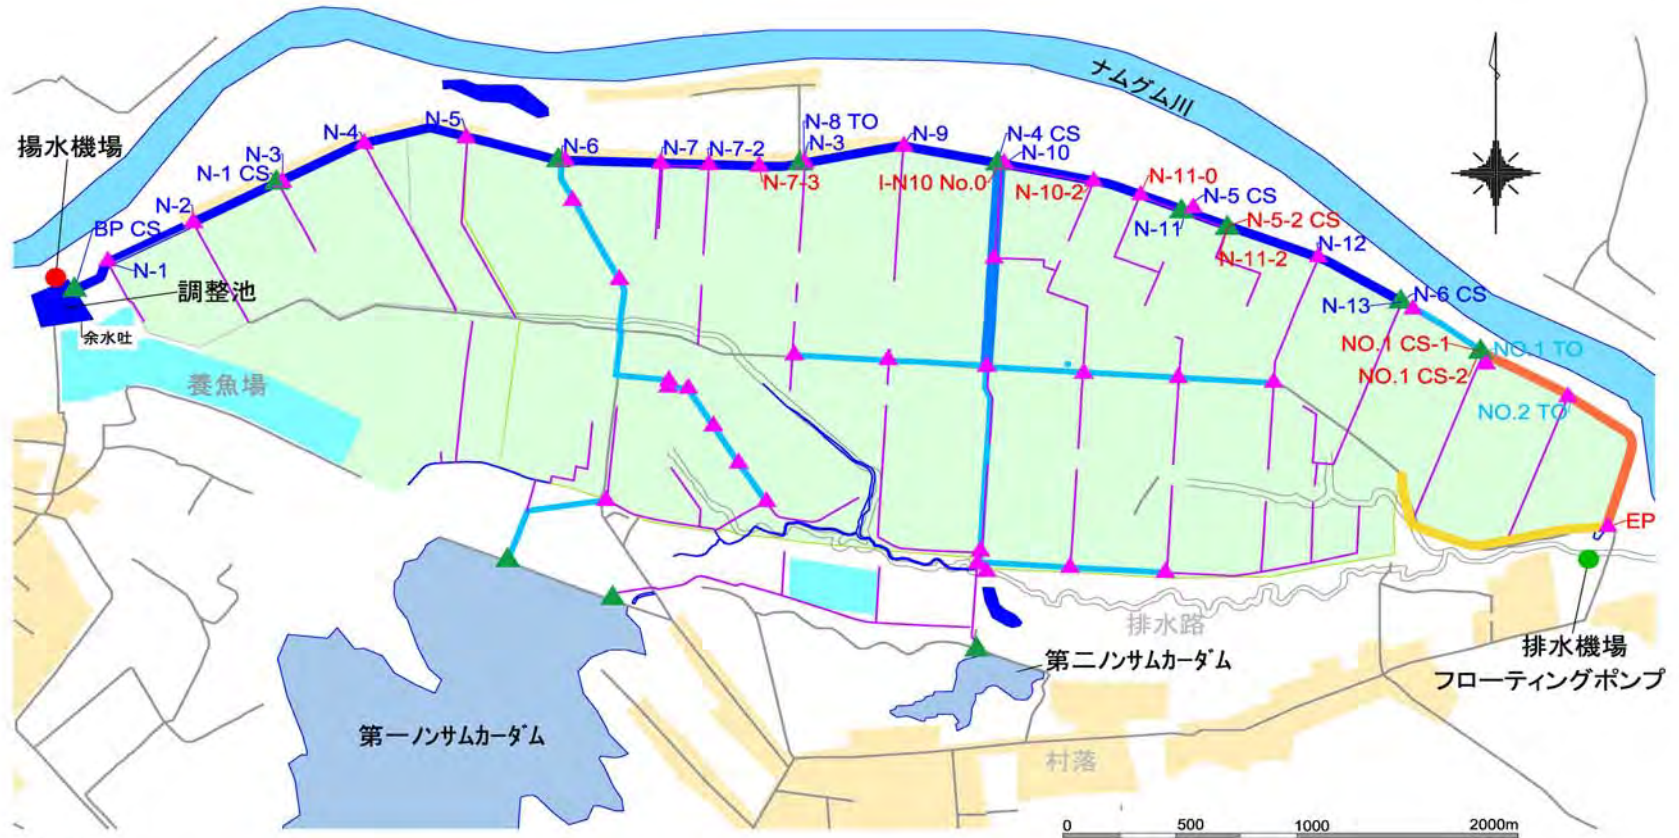 ナムグム川
N-8 TO
N-5
N-4
N-6
N-7
N-7-2
N-3
N-9
N-4 CS
N-10
揚水機場
N-3
N-1 CS
N-7-3
I-N10 No.0
N-10-2
N-11-0
N-5 CS
N-2
BP CS
N-11
N-5-2 CS
N-12
N-11-2
N-1
調整池
N-13
N-6 CS
余水吐
NO.1 CS-1
NO.1 TO
NO.1 CS-2
養魚場
NO.2 TO
EP
排水路
第二ノンサムカーダム
排水機場
フローティングポンプ
第一ノンサムカーダム
村落
0 500 1000 2000m